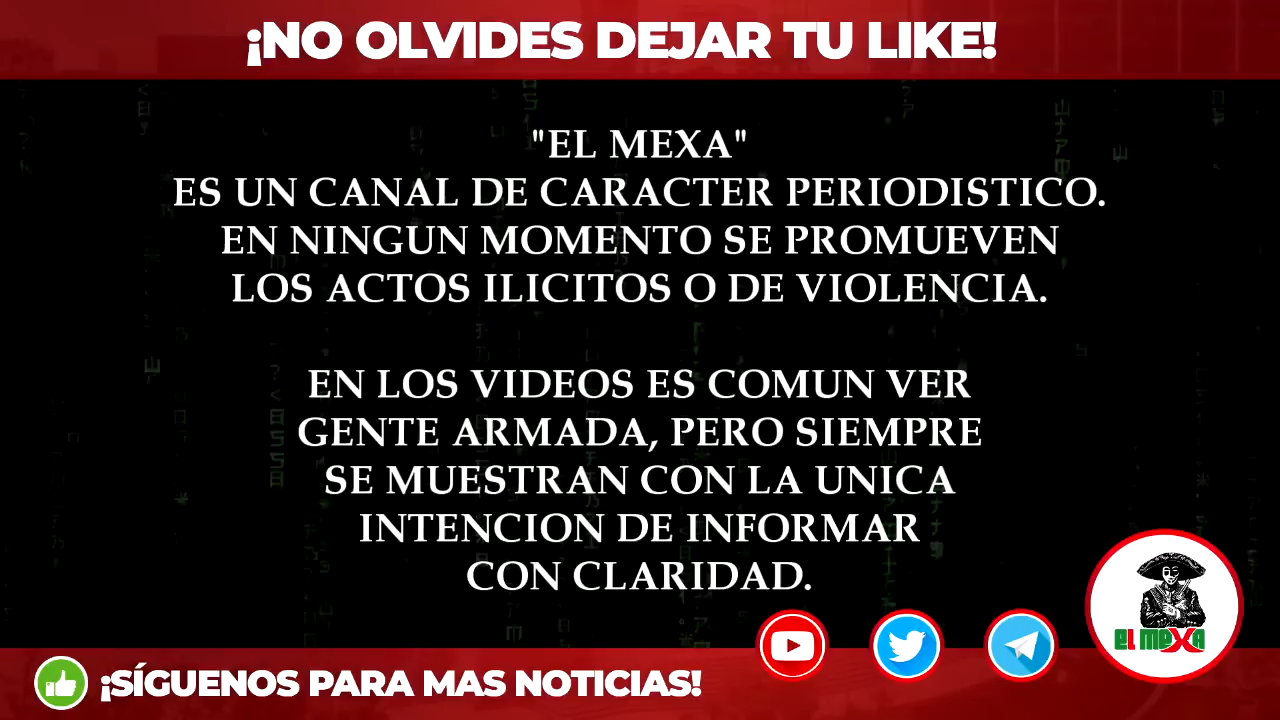 ¡NO OLVIDES DEJAR TU LIKE!
"EL MEXA"
ES UN CANAL DE CARACTER PERIODISTICO.
EN NINGUN MOMENTO SE PROMUEVEN
LOS ACTOS ILICITOS O DE VIOLENCIA.
EN LOS VIDEOS ES COMUN VER
GENTE ARMADA, PERO SIEMPRE
SE MUESTRAN CON LA UNICA
INTENCION DE INFORMAR
CON CLARIDAD.
EL MEXA
¡SÍGUENOS PARA MAS NOTICIAS!